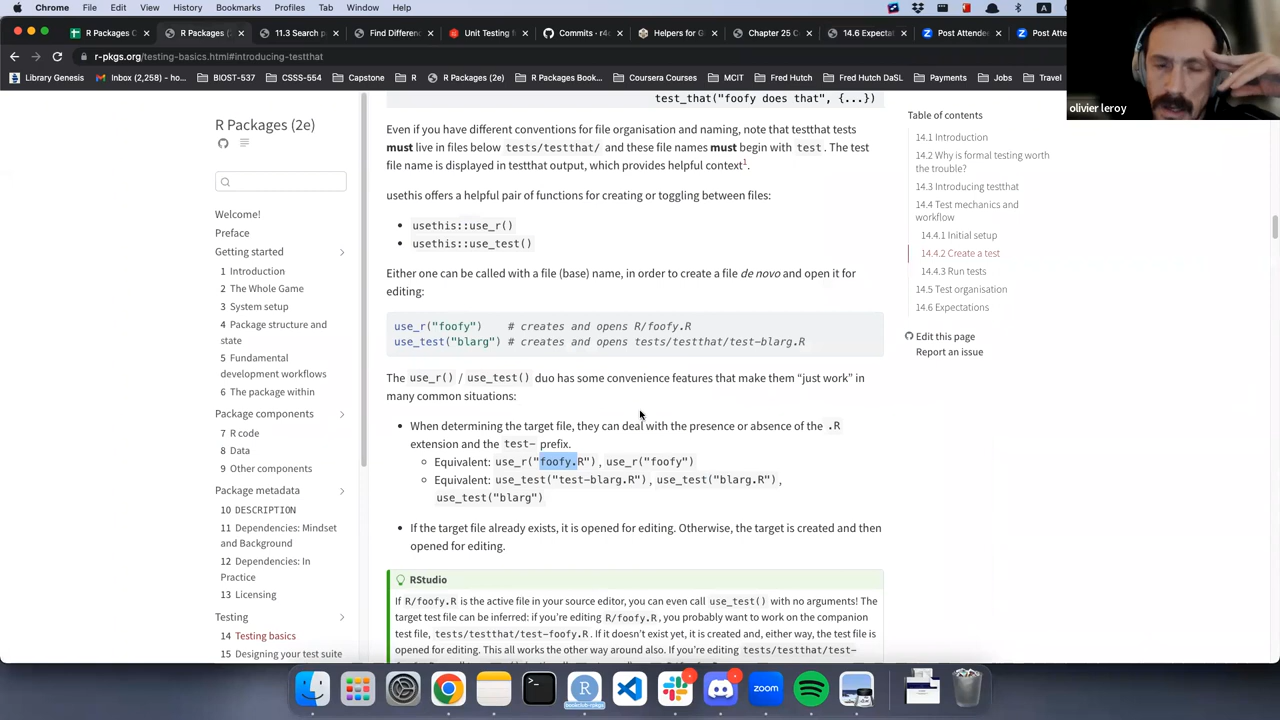 Chrome File Edit View History Bookmarks Profiles Tab Window Help
R Packages C R Packages (2e) 11.3 Search p Find Differenc Unit Testing f Commits · r4d Helpers for G Chapter 25 C 14.6 Expectat Post Attendee Post Atten
r-pkgs.org/testing-basics.html#introducing-testthat
Library Genesis Inbox (2,258) - ho... BIOST-537 CSSS-554 Capstone R R Packages (2e) R Packages Book... Coursera Courses MCIT Fred Hutch Fred Hutch DaSL Payments Jobs Travel
olivier leroy
R Packages (2e)
Welcome!
Preface
Getting started
1 Introduction
2 The Whole Game
3 System setup
4 Package structure and
state
5 Fundamental
development workflows
6 The package within
Package components
7 R code
8 Data
9 Other components
Package metadata
10 DESCRIPTION
11 Dependencies: Mindset
and Background
12 Dependencies: In
Practice
13 Licensing
Testing
14 Testing basics
15 Designing your test suite
test_that("foofy does that", {...})
Even if you have different conventions for file organisation and naming, note that testthat tests
must live in files below tests/testthat/ and these file names must begin with test. The test
file name is displayed in testthat output, which provides helpful context1.
usethis offers a helpful pair of functions for creating or toggling between files:
• usethis::use_r()
• usethis::use_test()
Either one can be called with a file (base) name, in order to create a file de novo and open it for
editing:
use_r("foofy") # creates and opens R/foofy.R
use_test("blarg") # creates and opens tests/testthat/test-blarg.R
The use_r() / use_test() duo has some convenience features that make them “just work” in
many common situations:
• When determining the target file, they can deal with the presence or absence of the .R
extension and the test- prefix.
Equivalent: use_r("foofy.R"), use_r("foofy")
Equivalent: use_test("test-blarg.R"), use_test("blarg.R"),
use_test("blarg")
• If the target file already exists, it is opened for editing. Otherwise, the target is created and then
opened for editing.
RStudio
If R/foofy.R is the active file in your source editor, you can even call use_test() with no arguments! The
target test file can be inferred: if you’re editing R/foofy.R, you probably want to work on the companion
test file, tests/testthat/test-foofy.R. If it doesn’t exist yet, it is created and, either way, the test file is
opened for editing. This all works the other way around also. If you’re editing tests/testthat/test-
Table of contents
14.1 Introduction
14.2 Why is formal testing worth
the trouble?
14.3 Introducing testthat
14.4 Test mechanics and
workflow
14.4.1 Initial setup
14.4.2 Create a test
14.4.3 Run tests
14.5 Test organisation
14.6 Expectations
Edit this page
Report an issue
bookclub-rpkgs
zoom